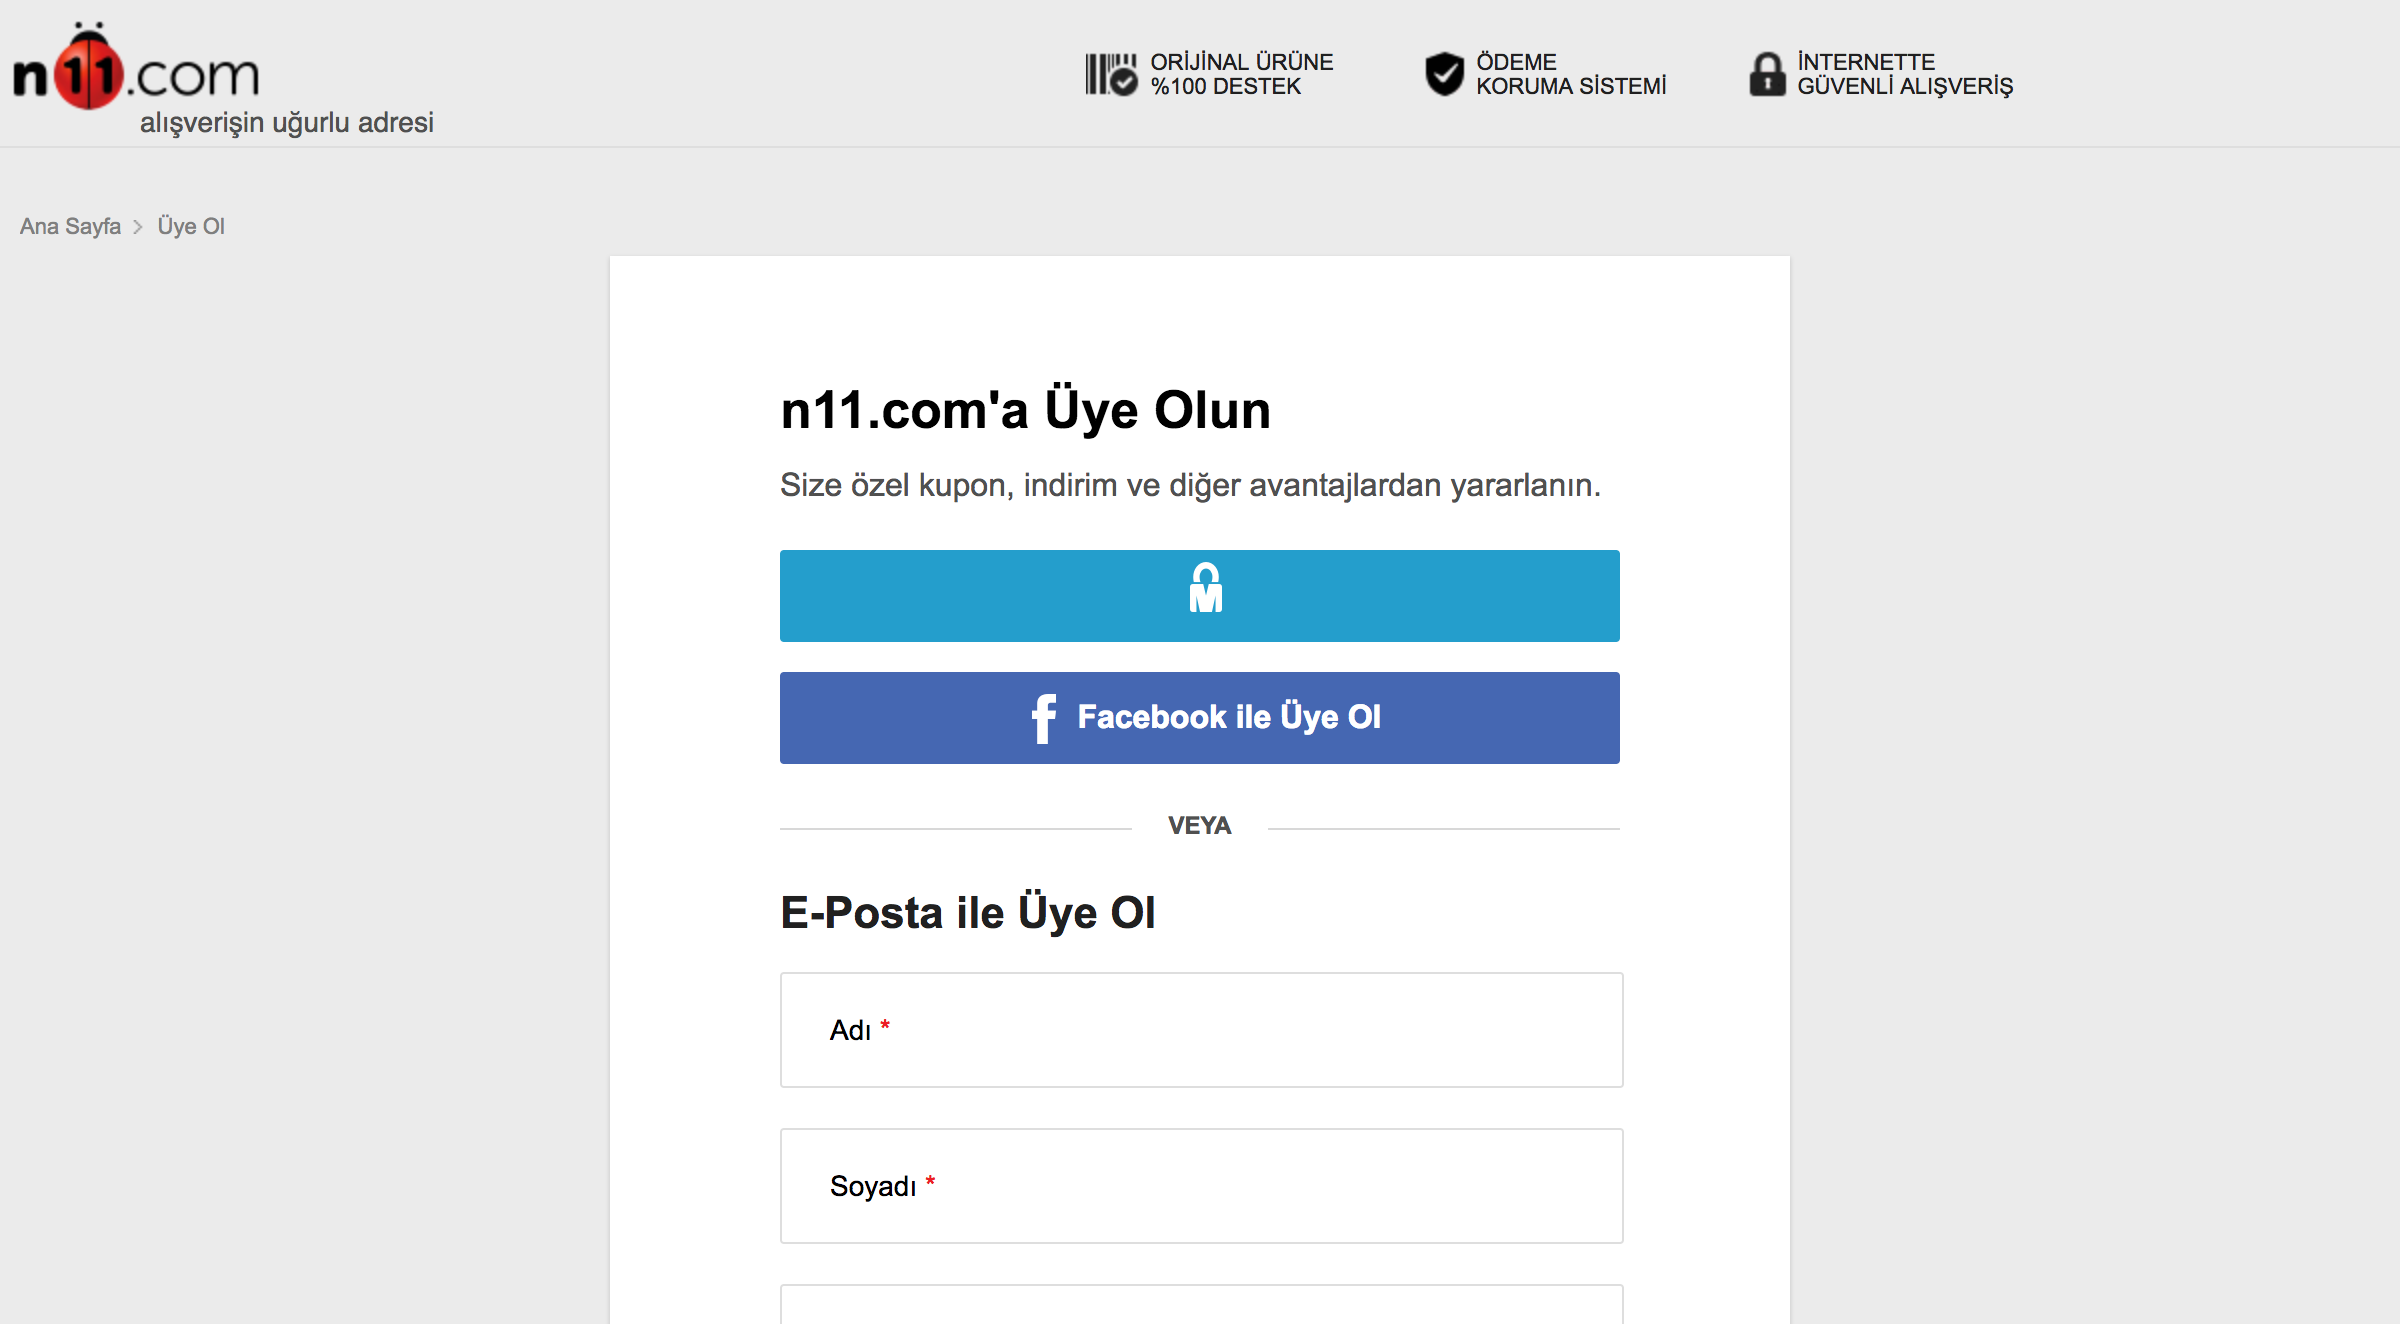 n11.com
alışverişin uğurlu adresi
ORİJİNAL ÜRÜNE
%100 DESTEK
ÖDEME
KORUMA SİSTEMİ
İNTERNETTE
GÜVENLİ ALIŞVERİŞ
Ana Sayfa > Üye Ol
n11.com'a Üye Olun
Size özel kupon, indirim ve diğer avantajlardan yararlanın.
M
f Facebook ile Üye Ol
VEYA
E-Posta ile Üye Ol
Adı *
Soyadı *